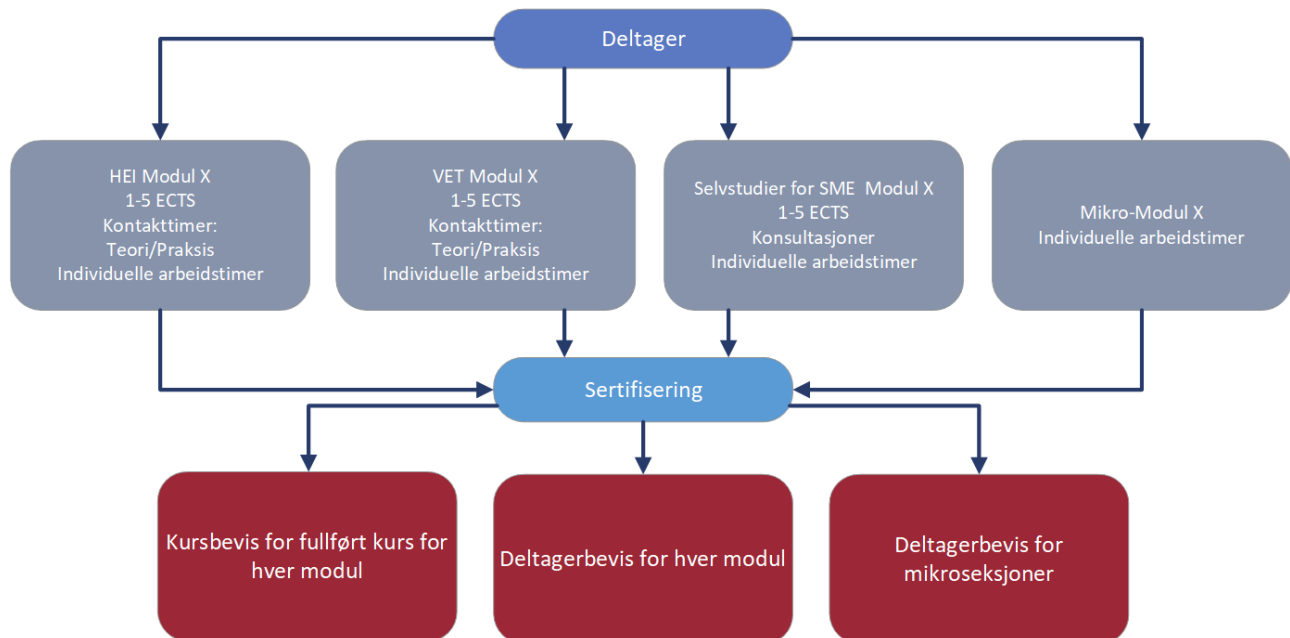 Deltager
HEI Modul X
1-5 ECTS
Kontakttimer:
Teori/Praksis
Individuelle arbeidstimer
VET Modul X
1-5 ECTS
Kontakttimer:
Teori/Praksis
Individuelle arbeidstimer
Selvstudier for SME Modul X
1-5 ECTS
Konsultasjoner
Individuelle arbeidstimer
Mikro-Modul X
Individuelle arbeidstimer
Sertifisering
Kursbevis for fullført kurs for
hver modul
Deltagerbevis for hver modul
Deltagerbevis for
mikroseksjoner